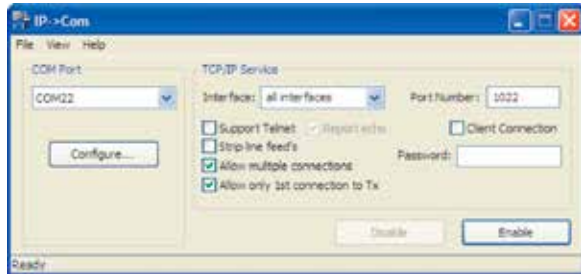 IP->Com
File View Help
COM Port
COM22
Configure...
TCP/IP Service
Interface: all interfaces Port Number: 1022
Support Telnet Report echo Client Connection
Strip line feed's
Password:
Allow multiple connections
Allow only 1st connection to Tx
Disable Enable
Ready